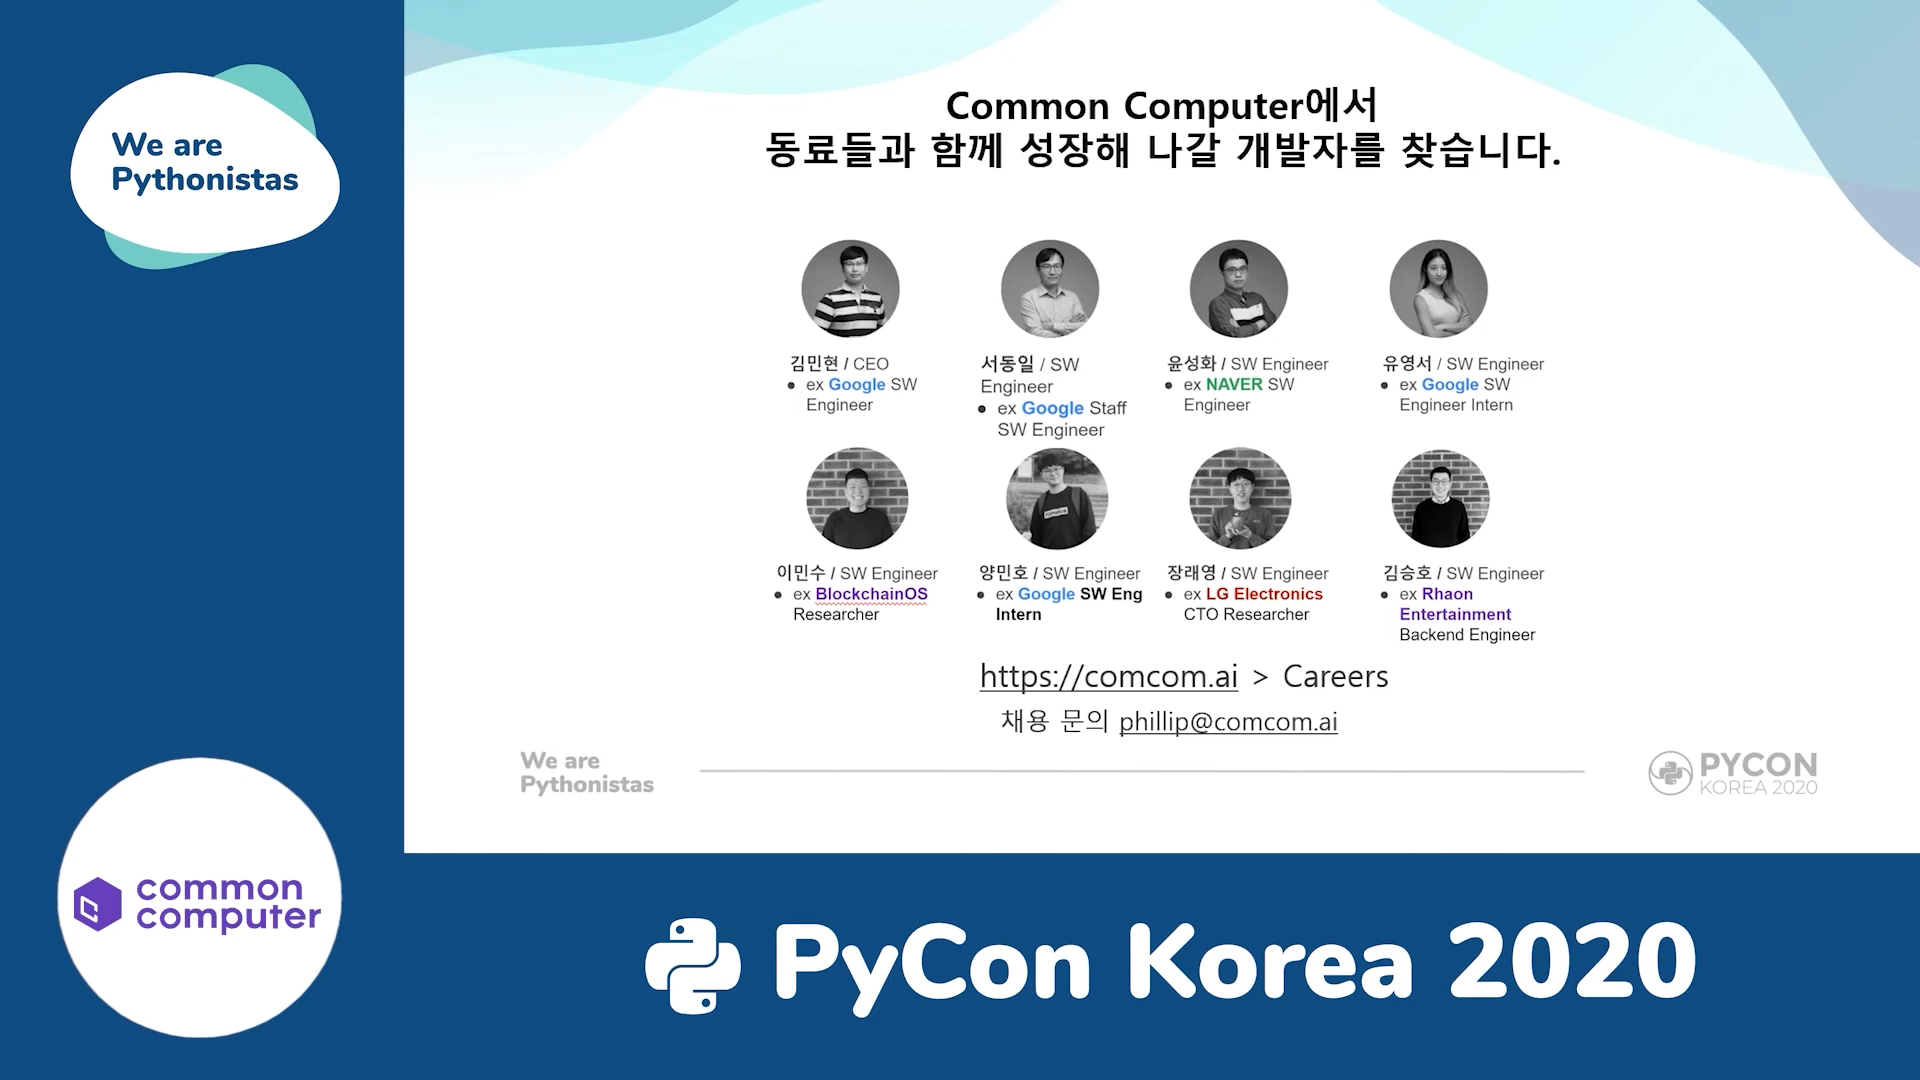 We are
Pythonistas
Common Computer에서
동료들과 함께 성장해 나갈 개발자를 찾습니다.
김민현 / CEO
● ex Google SW
Engineer
서동일 / SW
Engineer
● ex Google Staff
SW Engineer
윤성화 / SW Engineer
● ex NAVER SW
Engineer
유영서 / SW Engineer
● ex Google SW
Engineer Intern
이민수 / SW Engineer
● ex BlockchainOS
Researcher
양민호 / SW Engineer
● ex Google SW Eng
Intern
장래영 / SW Engineer
● ex LG Electronics
CTO Researcher
김승호 / SW Engineer
● ex Rhaon
Entertainment
Backend Engineer
https://comcom.ai > Careers
채용 문의 phillip@comcom.ai
We are
Pythonistas
PYCON
KOREA 2020
common
computer
PyCon Korea 2020